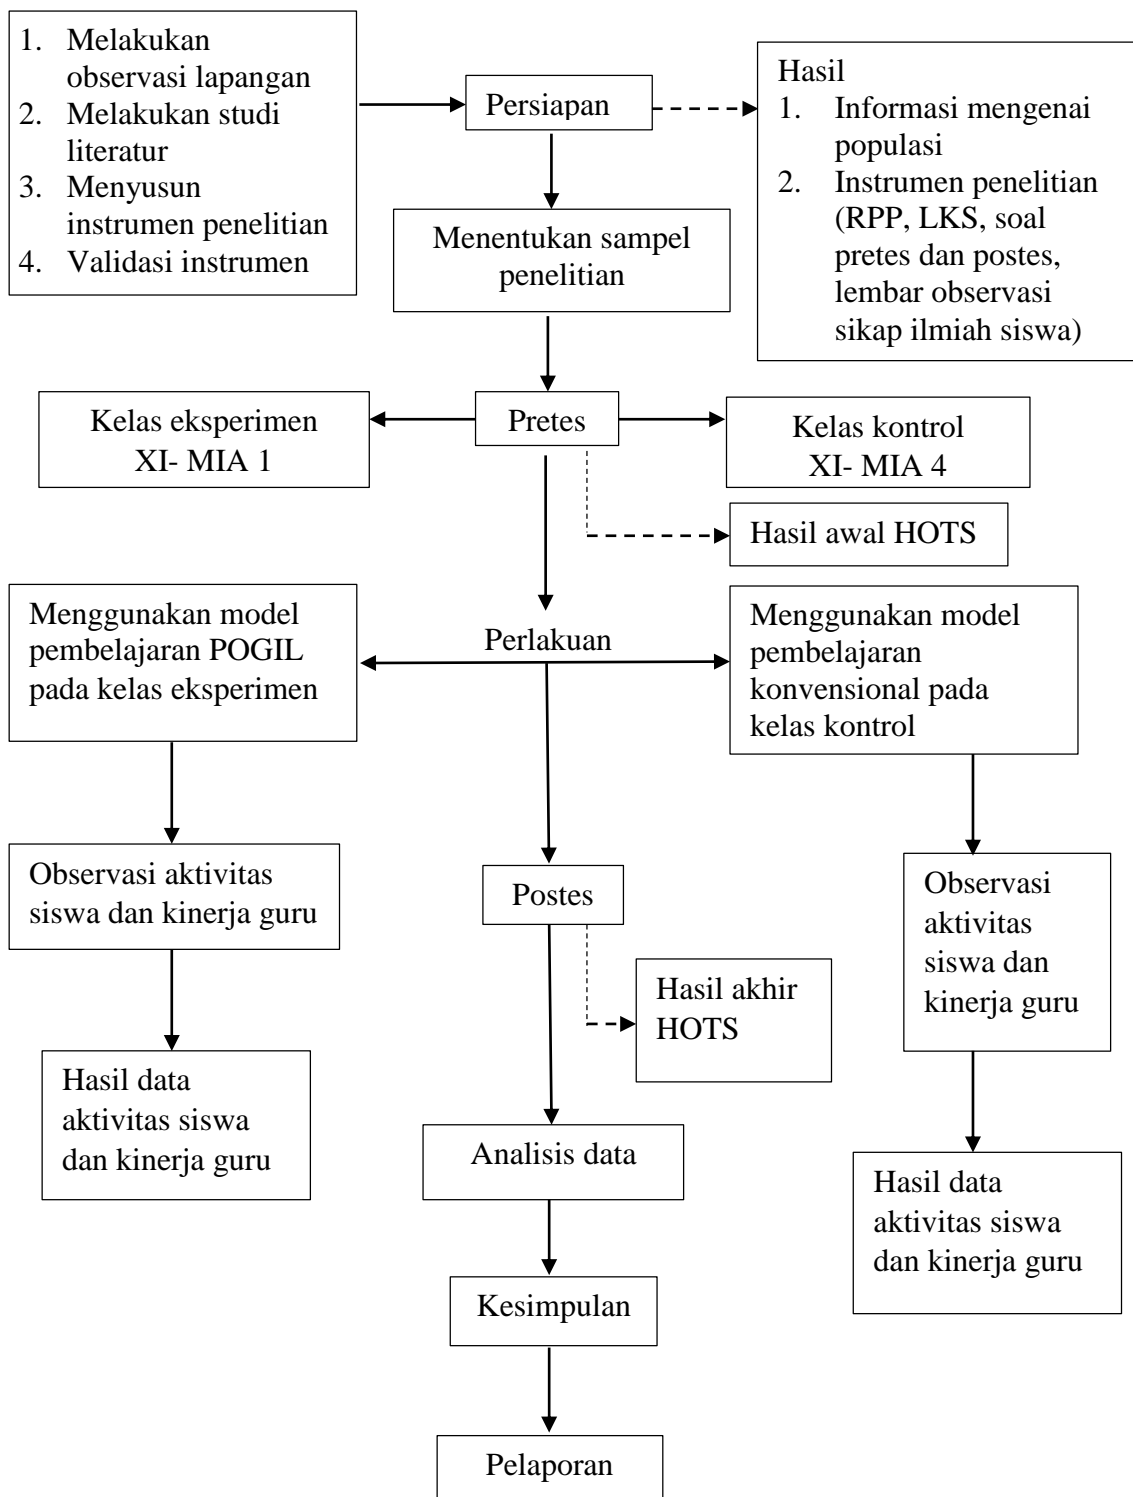 1. Melakukan
observasi lapangan
2. Melakukan studi
literatur
3. Menyusun
instrumen penelitian
4. Validasi instrumen
Persiapan
Hasil
1. Informasi mengenai
populasi
2. Instrumen penelitian
(RPP, LKS, soal
pretes dan postes,
lembar observasi
sikap ilmiah siswa)
Menentukan sampel
penelitian
Kelas eksperimen
XI- MIA 1
Pretes
Kelas kontrol
XI- MIA 4
Hasil awal HOTS
Menggunakan model
pembelajaran POGIL
pada kelas eksperimen
Perlakuan
Menggunakan model
pembelajaran
konvensional pada
kelas kontrol
Observasi aktivitas
siswa dan kinerja guru
Postes
Observasi
aktivitas
siswa dan
kinerja guru
Hasil akhir
HOTS
Hasil data
aktivitas siswa
dan kinerja guru
Analisis data
Hasil data
aktivitas siswa
dan kinerja guru
Kesimpulan
Pelaporan